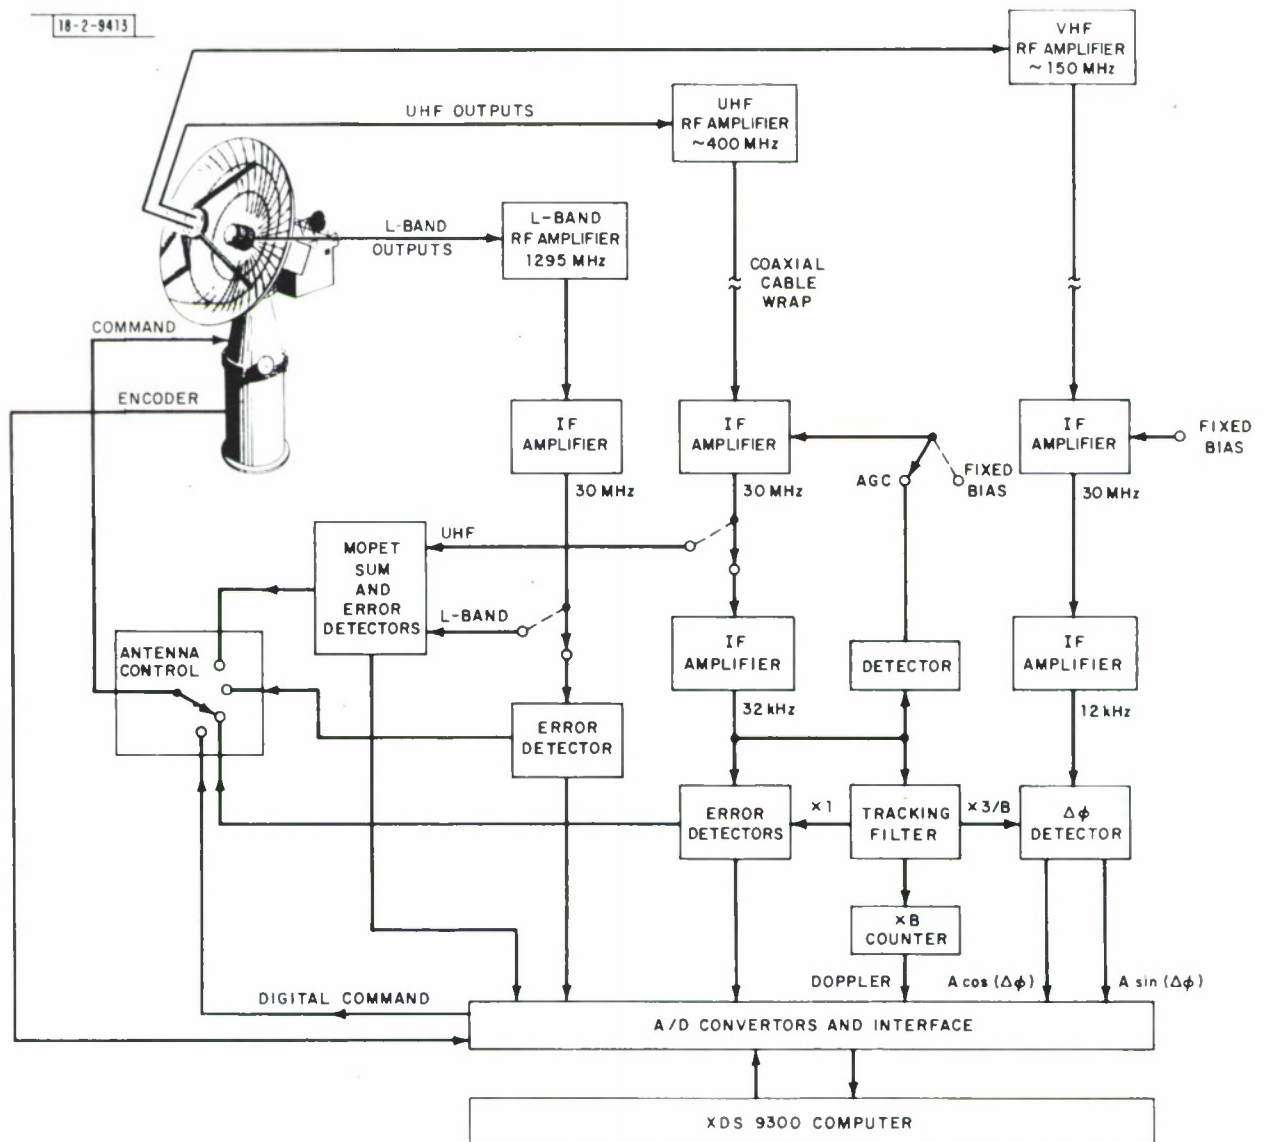 18-2-9413
VHF
RF AMPLIFIER
~150 MHz
UHF OUTPUTS
UHF
RF AMPLIFIER
~400 MHz
L-BAND
OUTPUTS
L-BAND
RF AMPLIFIER
1295 MHz
COAXIAL
CABLE
WRAP
COMMAND
ENCODER
IF
AMPLIFIER
30 MHz
IF
AMPLIFIER
30 MHz
AGC
FIXED
BIAS
IF
AMPLIFIER
30 MHz
FIXED
BIAS
MOPET
SUM
AND
ERROR
DETECTORS
UHF
L-BAND
ANTENNA
CONTROL
ERROR
DETECTOR
IF
AMPLIFIER
32 kHz
DETECTOR
IF
AMPLIFIER
12 kHz
ERROR
DETECTORS
×1
TRACKING
FILTER
×3/8
Δϕ
DETECTOR
×8
COUNTER
DOPPLER
A cos (Δϕ)
A sin (Δϕ)
DIGITAL COMMAND
A/D CONVERTORS AND INTERFACE
XDS 9300 COMPUTER